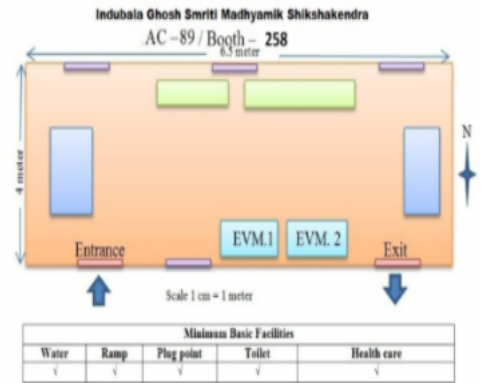 Indubala Ghosh Smriti Madhyamik Shikshakendra
AC –89 / Booth – 258
6.5 meter
4 meter
N
EVM.1
EVM. 2
Entrance
Exit
Scale 1 cm = 1 meter
Minimum Basic Facilities
Water Ramp Plug point Toilet Health care
√ √ √ √ √